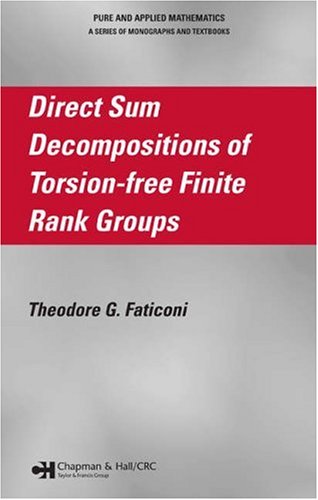 PURE AND APPLIED MATHEMATICS
A SERIES OF MONOGRAPHS AND TEXTBOOKS
Direct Sum
Decompositions of
Torsion-free Finite
Rank Groups
Theodore G. Faticoni
Chapman & Hall/CRC
Taylor & Francis Group